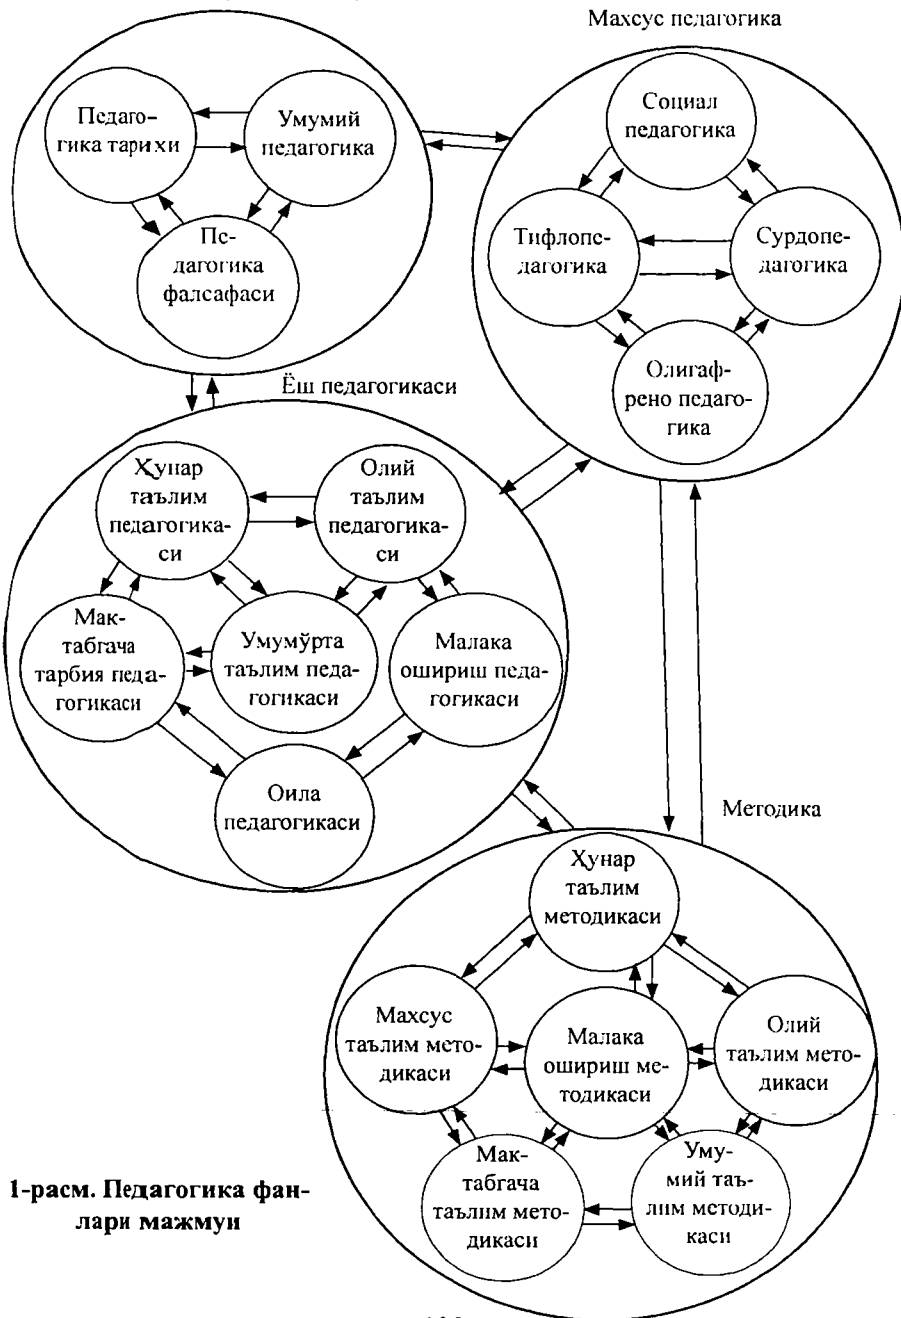 Махсус педагогика
Педаго-
гика тарихи
Умумий
педагогика
Пе-
дагогика
фалсафаси
Социал
педагогика
Тифлопе-
дагогика
Сурдопе-
дагогика
Олигаф-
рено педаго-
гика
Ёш педагогикаси
Ҳунар
таълим
педагогика-
си
Олий
таълим
педагогика-
си
Мак-
табгача
тарбия педа-
гогикаси
Умумўрта
таълим педа-
гогикаси
Малака
ошириш педа-
гогикаси
Оила
педагогикаси
Методика
Ҳунар
таълим
методикаси
Махсус
таълим мето-
дикаси
Малака
ошириш ме-
тодикаси
Олий
таълим мето-
дикаси
Мак-
табгача
таълим мето-
дикаси
Уму-
мий таъ-
лим методи-
каси
1-расм. Педагогика фан-
лари мажмуи